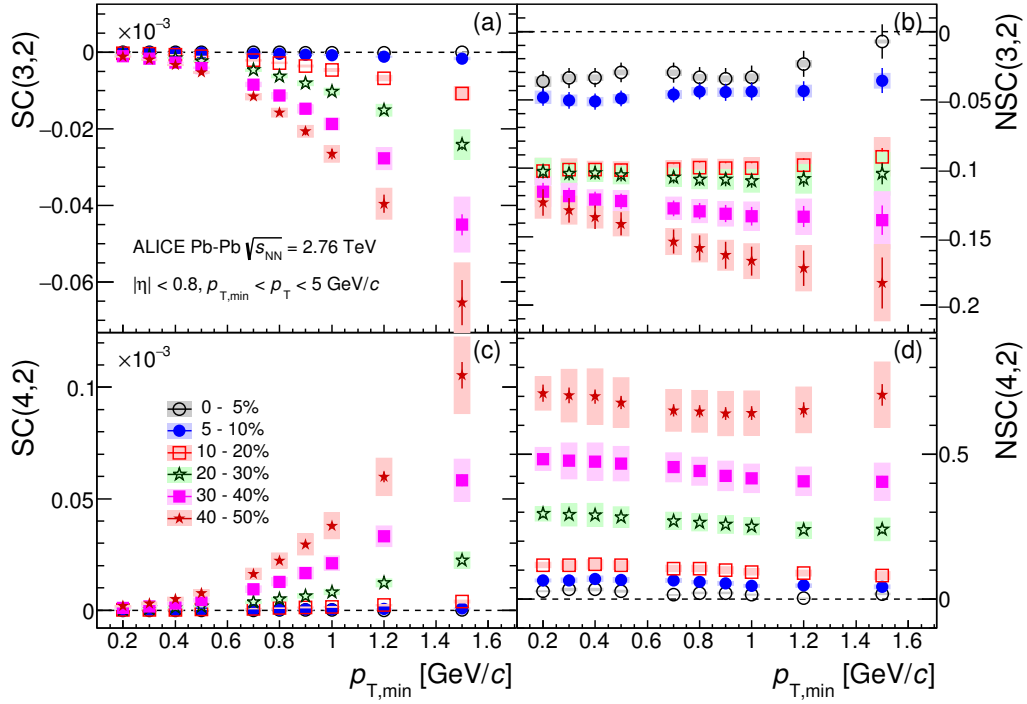 ×10⁻³ (a) (b)
SC(3,2)
0
−0.02
−0.04
−0.06
ALICE Pb-Pb √s_NN = 2.76 TeV
|η| < 0.8, p_T,min < p_T < 5 GeV/c
0
−0.05
−0.1
−0.15
−0.2
NSC(3,2)
×10⁻³ (c) (d)
SC(4,2)
0.1
0.05
0
0 - 5%
5 - 10%
10 - 20%
20 - 30%
30 - 40%
40 - 50%
0.5
0
NSC(4,2)
0.2 0.4 0.6 0.8 1 1.2 1.4 1.6
p_T,min [GeV/c]
0.2 0.4 0.6 0.8 1 1.2 1.4 1.6
p_T,min [GeV/c]